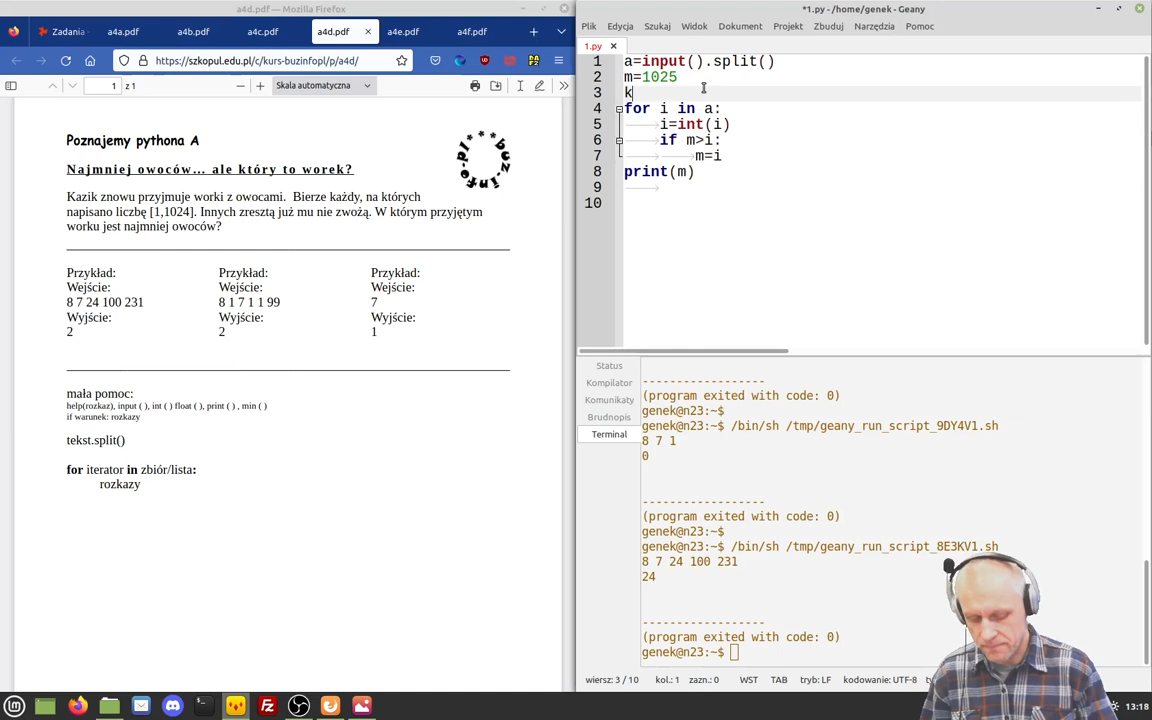 a4d.pdf — Mozilla Firefox
Zadania
a4a.pdf
a4b.pdf
a4c.pdf
a4d.pdf
a4e.pdf
a4f.pdf
https://szkopul.edu.pl/c/kurs-buzinfopl/p/a4d/
1
z 1
Skala automatyczna
Poznajemy pythona A
***buz.info.pl
Najmniej owoców... ale który to worek?
Kazik znowu przyjmuje worki z owocami. Bierze każdy, na których
napisano liczbę [1,1024]. Innych zresztą już mu nie zwożą. W którym przyjętym
worku jest najmniej owoców?
Przykład:
Wejście:
8 7 24 100 231
Wyjście:
2
Przykład:
Wejście:
8 1 7 1 1 99
Wyjście:
2
Przykład:
Wejście:
7
Wyjście:
1
mała pomoc:
help(rozkaz), input ( ), int ( ) float ( ), print ( ) , min ( )
if warunek: rozkazy
tekst.split()
for iterator in zbiór/lista:
rozkazy
*1.py - /home/genek - Geany
Plik Edycja Szukaj Widok Dokument Projekt Zbuduj Narzędzia Pomoc
1.py
1 a=input().split()
2 m=1025
3 k
4 for i in a:
5 i=int(i)
6 if m>i:
7 m=i
8 print(m)
9
10
Status
Kompilator
Komunikaty
Brudnopis
Terminal
-----------------
(program exited with code: 0)
genek@n23:~$
genek@n23:~$ /bin/sh /tmp/geany_run_script_9DY4V1.sh
8 7 1
0
-----------------
(program exited with code: 0)
genek@n23:~$
genek@n23:~$ /bin/sh /tmp/geany_run_script_8E3KV1.sh
8 7 24 100 231
24
-----------------
(program exited with code: 0)
genek@n23:~$
wiersz: 3 / 10 kol.: 1 zazn.: 0 WST TAB tryb: LF kodowanie: UTF-8
13:18